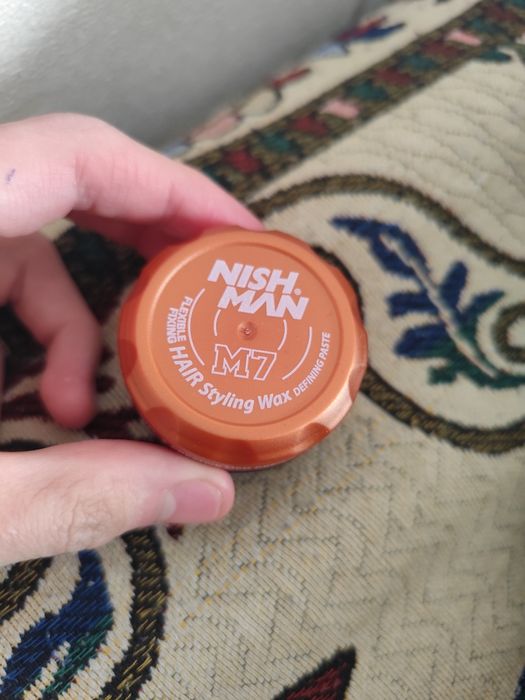 NISH
MAN®
M7
FLEXIBLE
FIXING
HAIR Styling Wax DEFINING PASTE